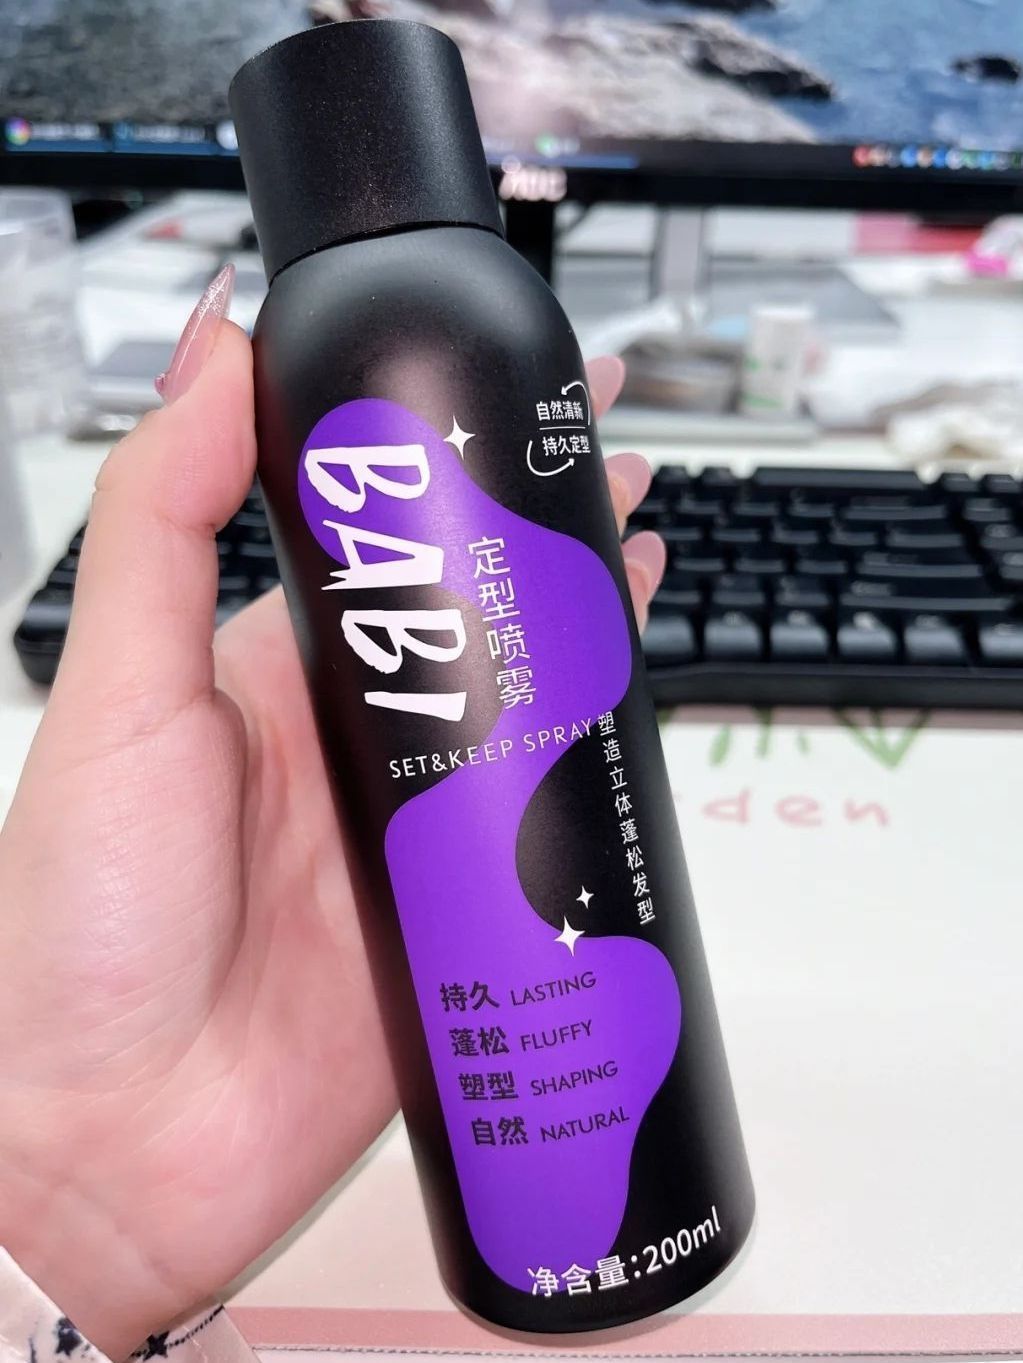 自然清新
持久定型
BABI
定型喷雾
SET&KEEP SPRAY
塑造立体蓬松发型
持久 LASTING
蓬松 FLUFFY
塑型 SHAPING
自然 NATURAL
净含量:200ml
rden